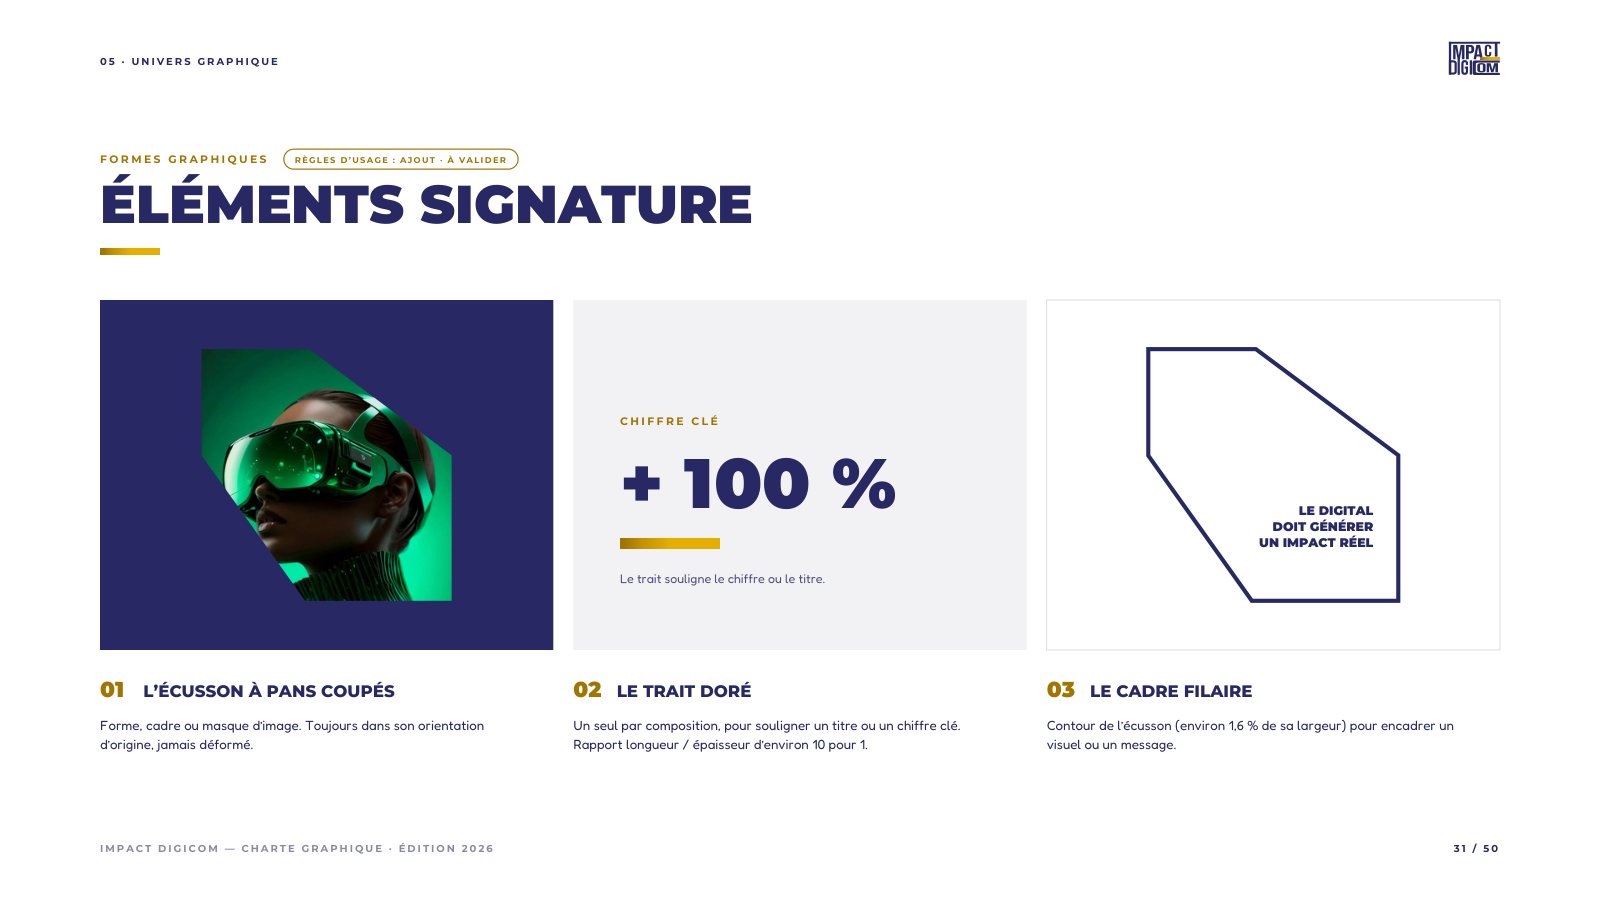 05 · UNIVERS GRAPHIQUE
IMPACT
DIGICOM
FORMES GRAPHIQUES
RÈGLES D’USAGE : AJOUT · À VALIDER
ÉLÉMENTS SIGNATURE
CHIFFRE CLÉ
+ 100 %
Le trait souligne le chiffre ou le titre.
LE DIGITAL
DOIT GÉNÉRER
UN IMPACT RÉEL
01 L’ÉCUSSON À PANS COUPÉS
Forme, cadre ou masque d’image. Toujours dans son orientation
d’origine, jamais déformé.
02 LE TRAIT DORÉ
Un seul par composition, pour souligner un titre ou un chiffre clé.
Rapport longueur / épaisseur d’environ 10 pour 1.
03 LE CADRE FILAIRE
Contour de l’écusson (environ 1,6 % de sa largeur) pour encadrer un
visuel ou un message.
IMPACT DIGICOM — CHARTE GRAPHIQUE · ÉDITION 2026
31 / 50